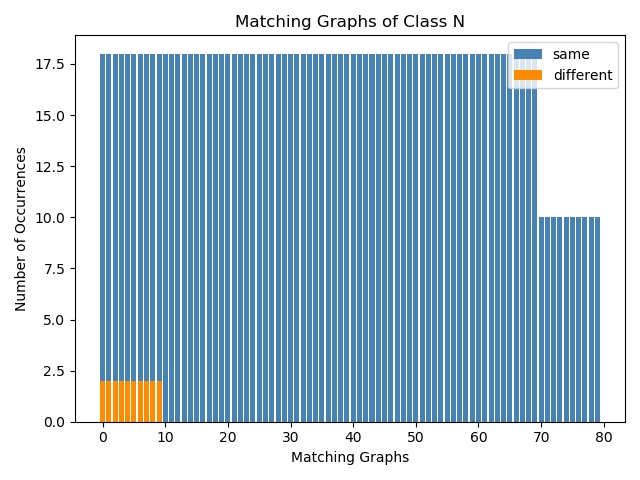 Matching Graphs of Class N
same
different
Number of Occurrences
17.5
15.0
12.5
10.0
7.5
5.0
2.5
0.0
0 10 20 30 40 50 60 70 80
Matching Graphs